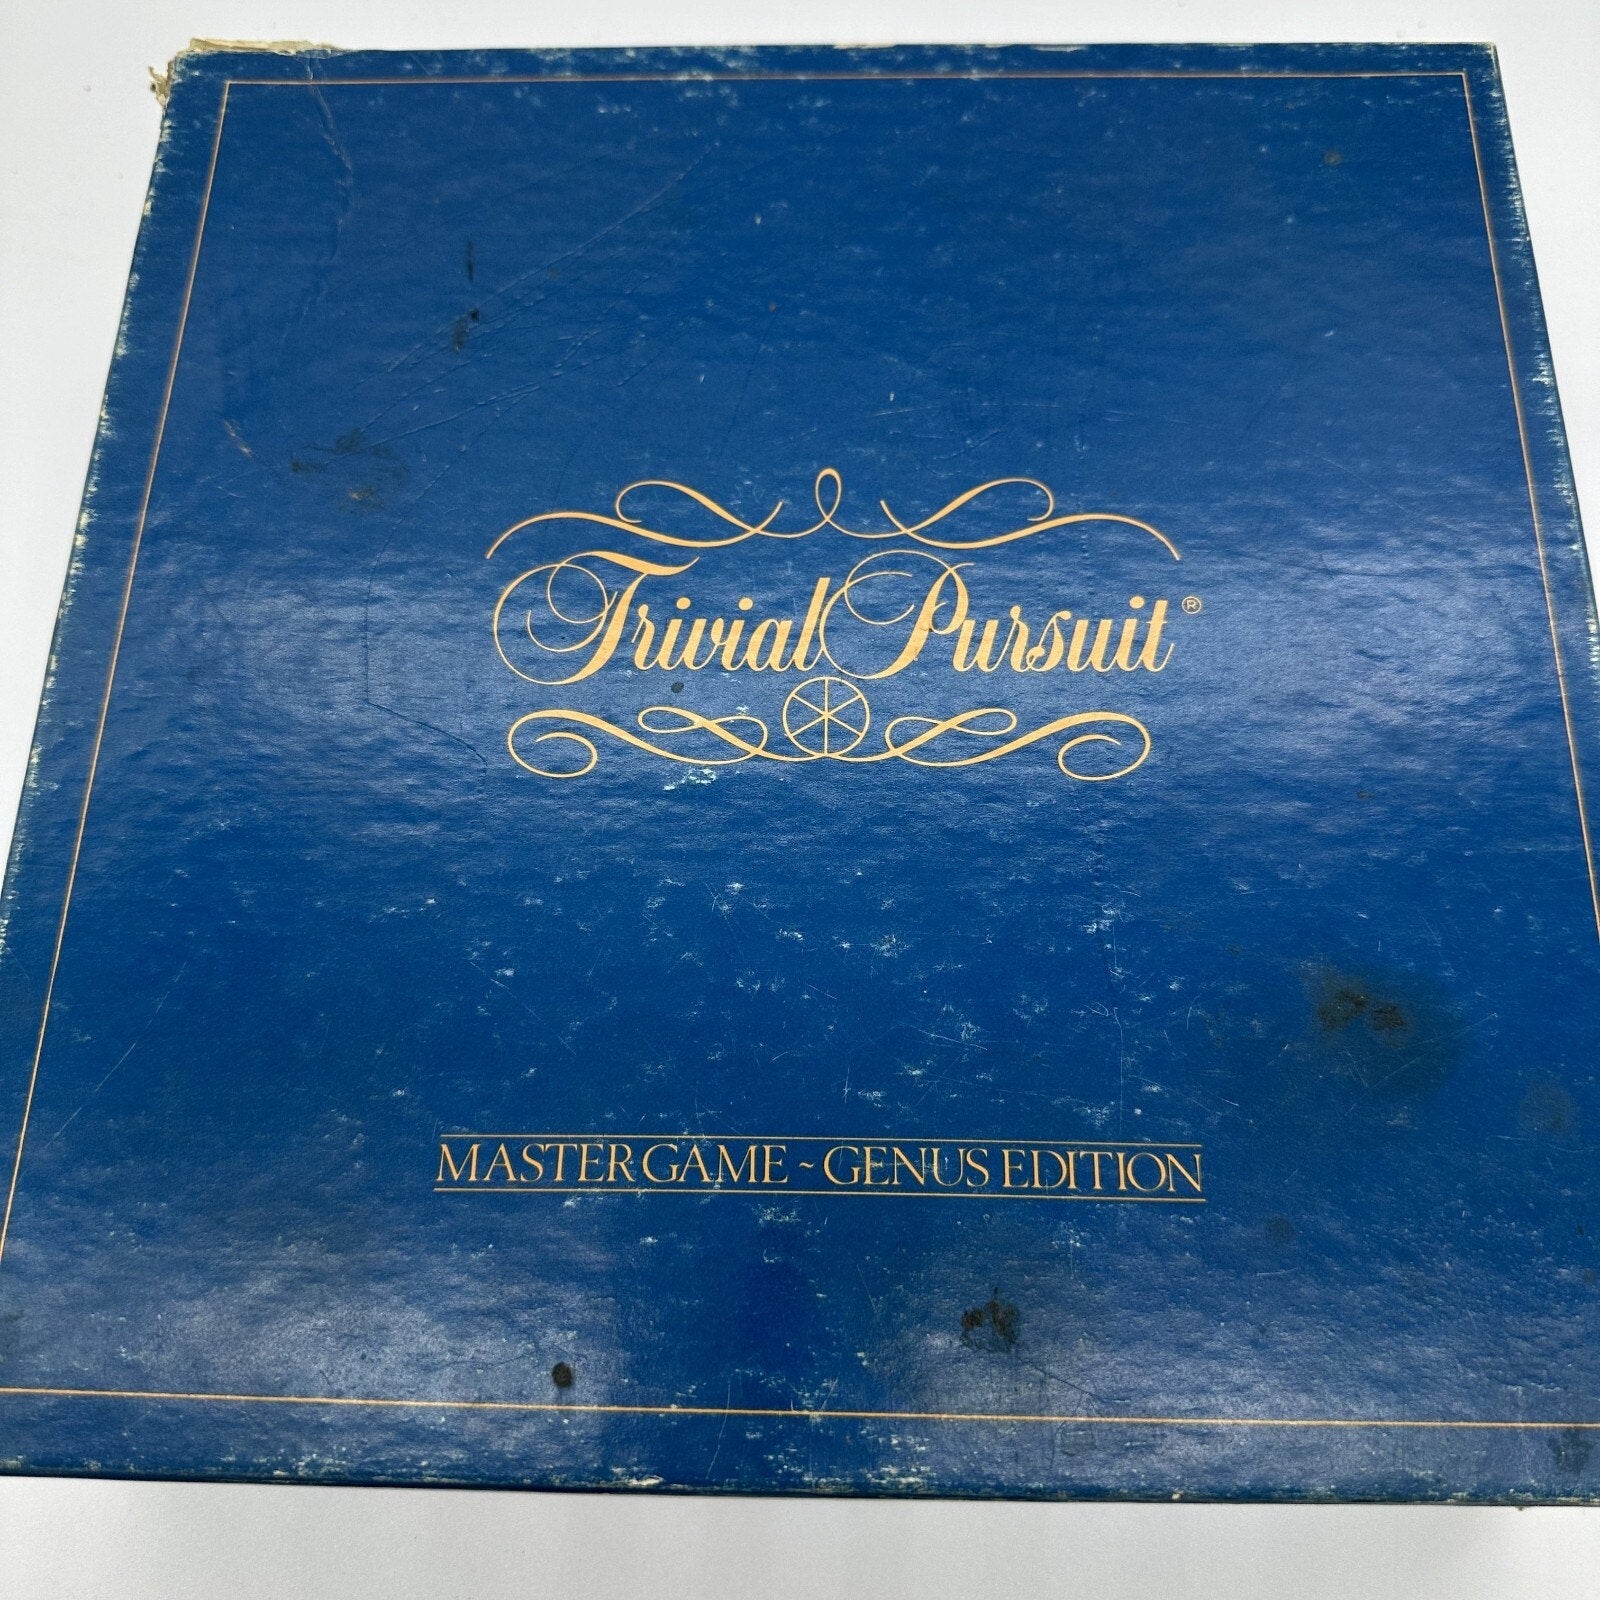 Trivial Pursuit®
MASTER GAME ~ GENUS EDITION